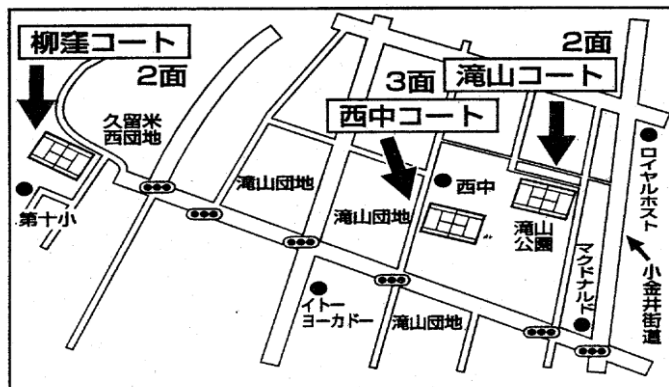 柳窪コート
2面
久留米
西団地
第十小
滝山団地
滝山団地
滝山団地
イトー
ヨーカドー
3面
西中コート
西中
2面
滝山コート
滝山
公園
マクドナルド
ロイヤルホスト
小金井街道